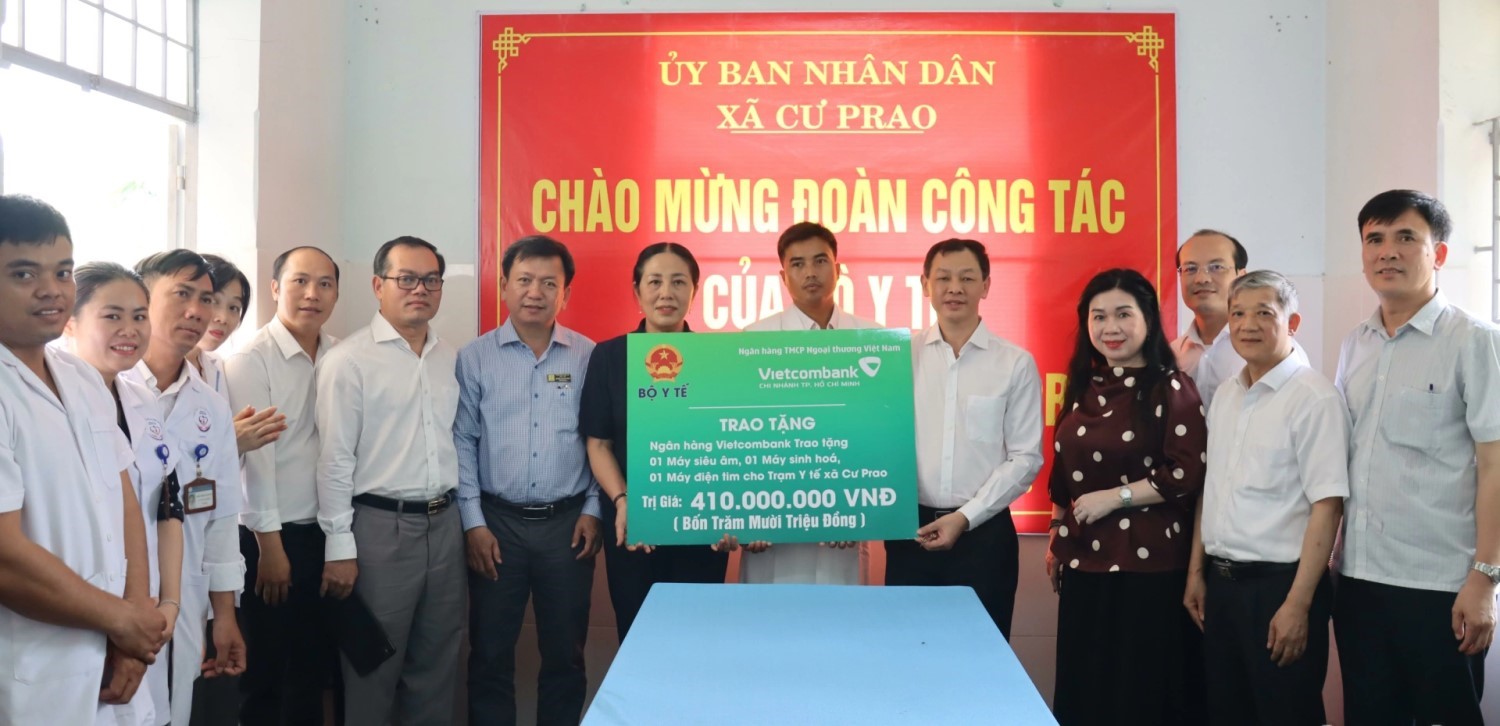 ỦY BAN NHÂN DÂN
XÃ CƯ PRAO
CHÀO MỪNG ĐOÀN CÔNG TÁC
CỦA Y
BỘ Y TẾ
Ngân hàng TMCP Ngoại thương Việt Nam
Vietcombank
CHI NHÁNH TP. HỒ CHÍ MINH
TRAO TẶNG
Ngân hàng Vietcombank Trao tặng
01 Máy siêu âm, 01 Máy sinh hoá,
01 Máy điện tim cho Trạm Y tế xã Cư Prao
Trị Giá: 410.000.000 VNĐ
( Bốn Trăm Mười Triệu Đồng )